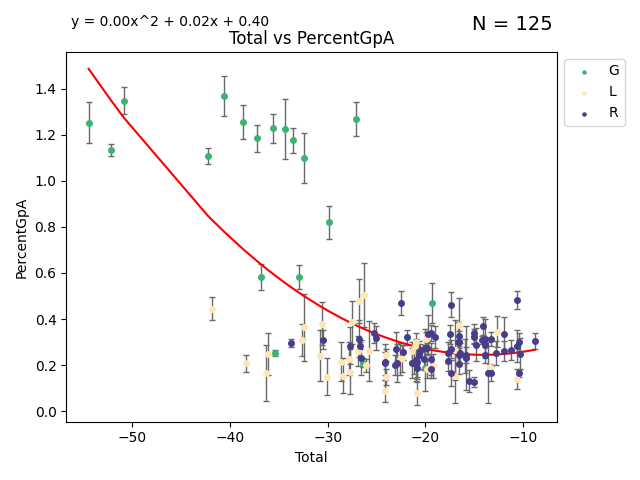 y = 0.00x^2 + 0.02x + 0.40
N = 125
Total vs PercentGpA
G
L
R
PercentGpA
1.4
1.2
1.0
0.8
0.6
0.4
0.2
0.0
−50
−40
−30
−20
−10
Total